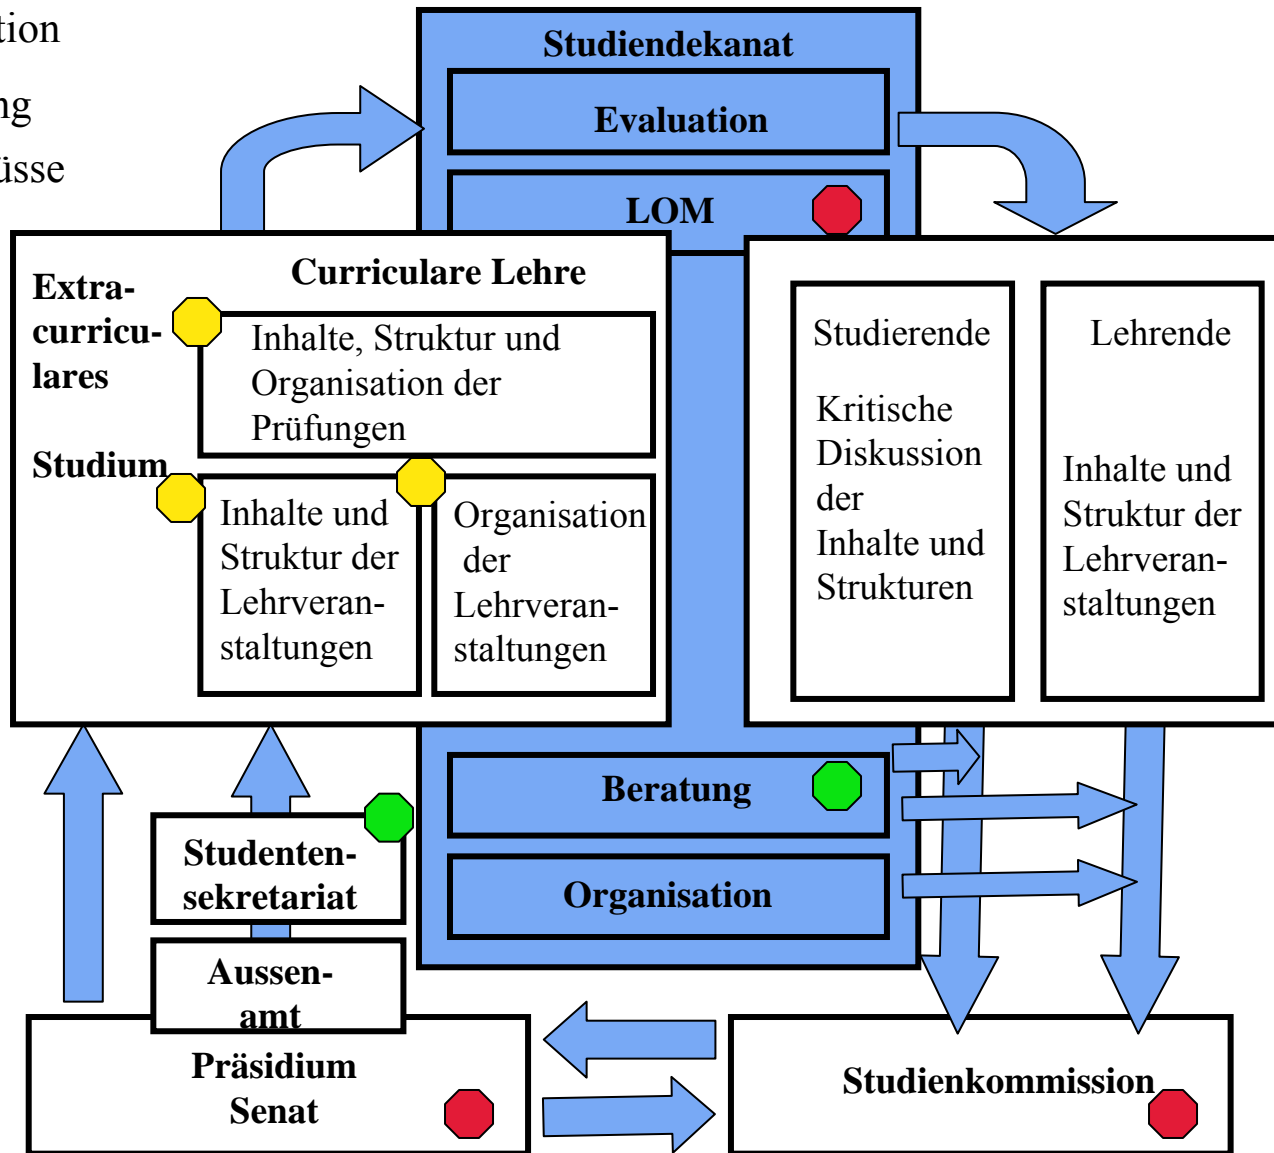 tion
ng
üsse
Studiendekanat
Evaluation
LOM
Curriculare Lehre
Extra-
curricu-
lares
Studium
Inhalte, Struktur und
Organisation der
Prüfungen
Inhalte und
Struktur der
Lehrveran-
staltungen
Organisation
der
Lehrveran-
staltungen
Studierende
Kritische
Diskussion
der
Inhalte und
Strukturen
Lehrende
Inhalte und
Struktur der
Lehrveran-
staltungen
Beratung
Organisation
Studenten-
sekretariat
Aussen-
amt
Präsidium
Senat
Studienkommission